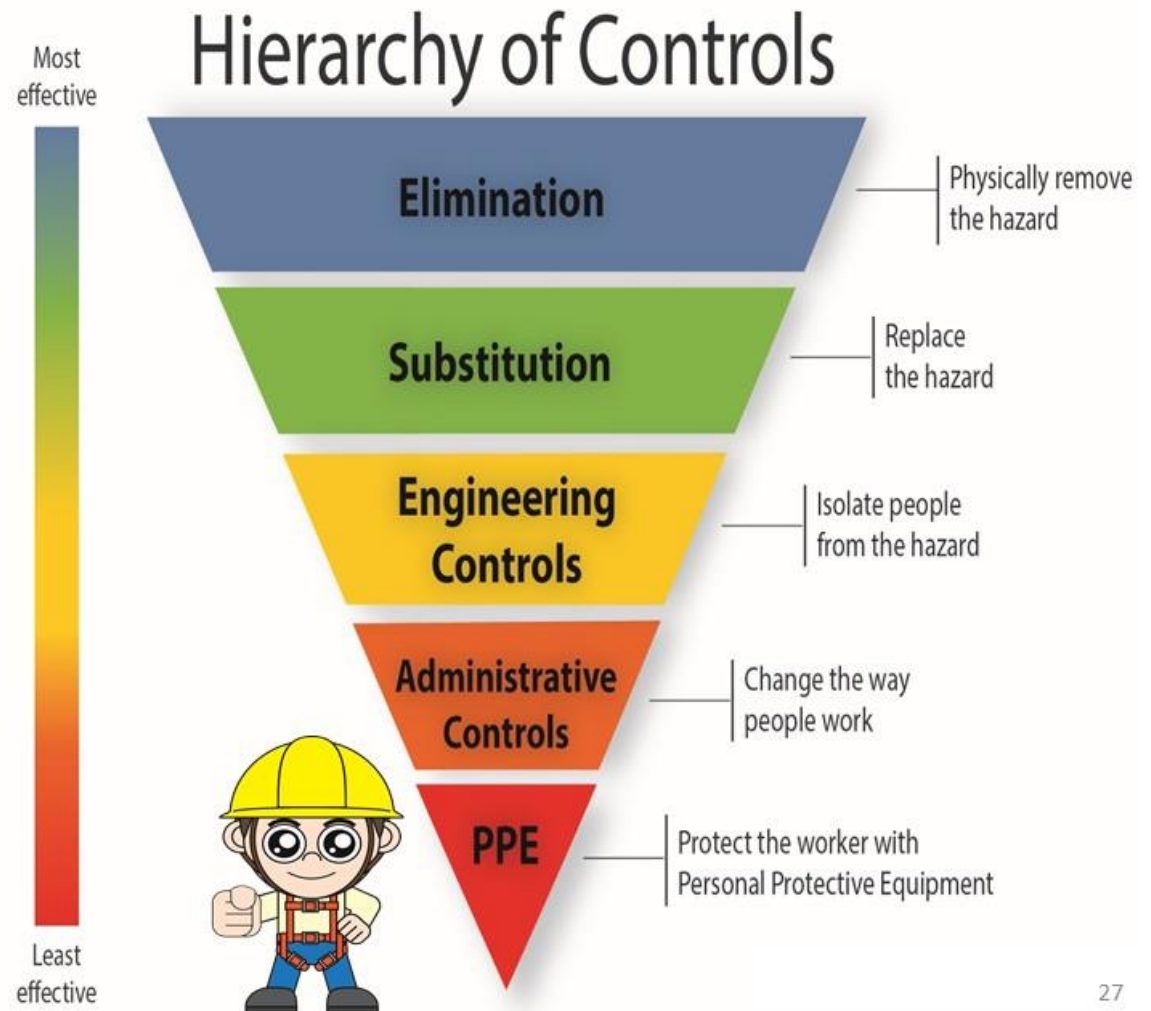 Hierarchy of Controls
Most
effective
Elimination
Physically remove
the hazard
Substitution
Replace
the hazard
Engineering
Controls
Isolate people
from the hazard
Administrative
Controls
Change the way
people work
PPE
Protect the worker with
Personal Protective Equipment
Least
effective
27